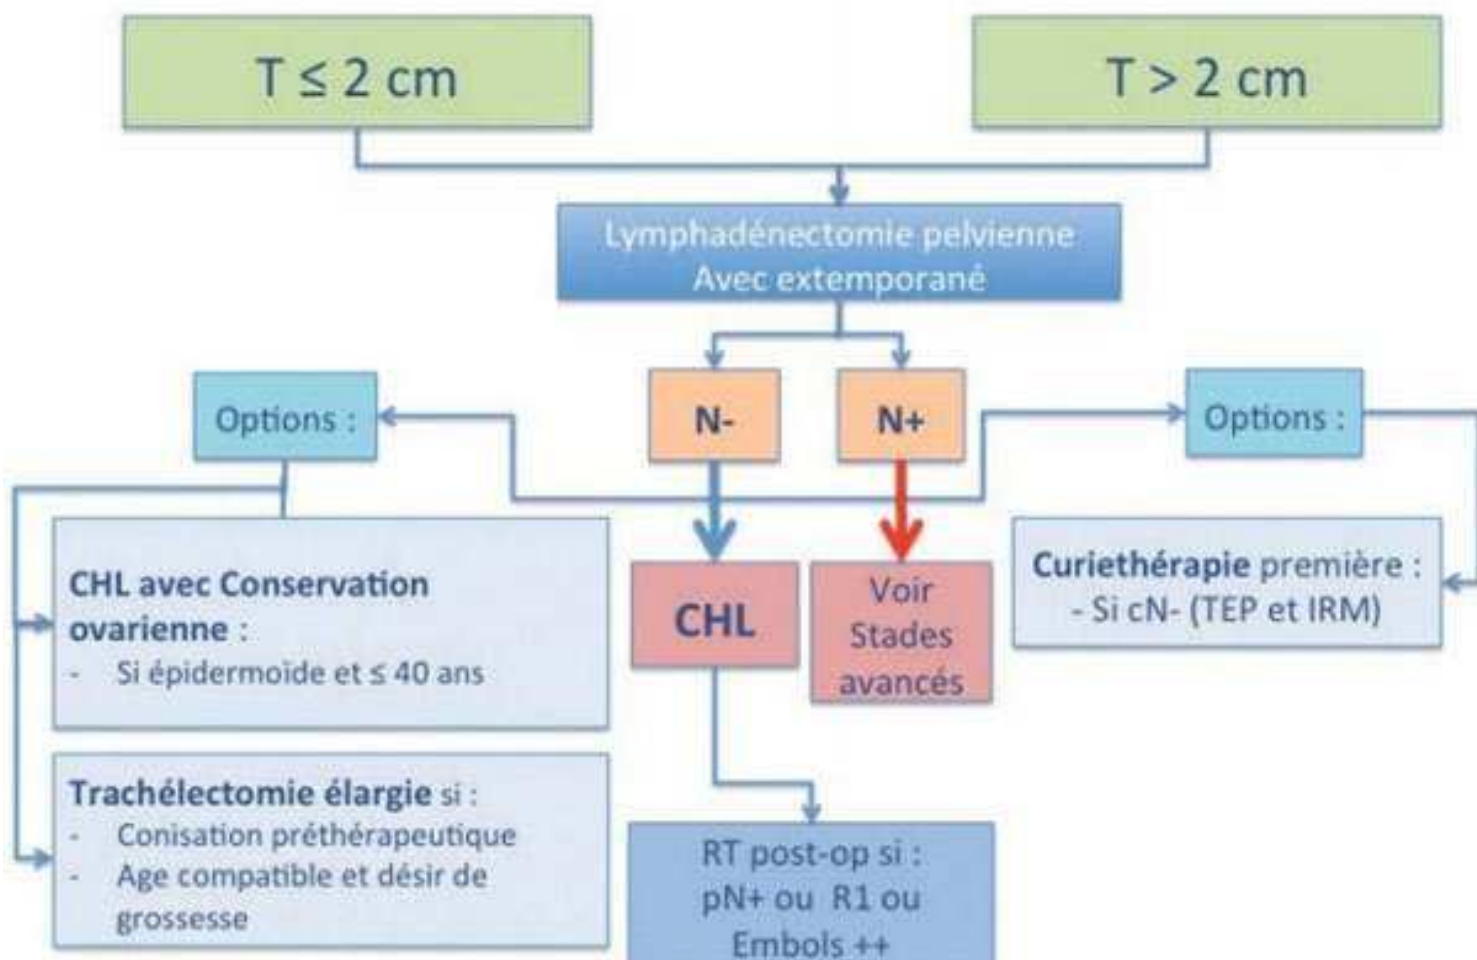 T ≤ 2 cm
T > 2 cm
Lymphadénectomie pelvienne
Avec extemporané
Options :
N-
N+
Options :
CHL avec Conservation
ovarienne :
- Si épidermoïde et ≤ 40 ans
CHL
Voir
Stades
avancés
Curiethérapie première :
- Si cN- (TEP et IRM)
Trachélectomie élargie si :
- Conisation préthérapeutique
- Age compatible et désir de
grossesse
RT post-op si :
pN+ ou R1 ou
Embols ++